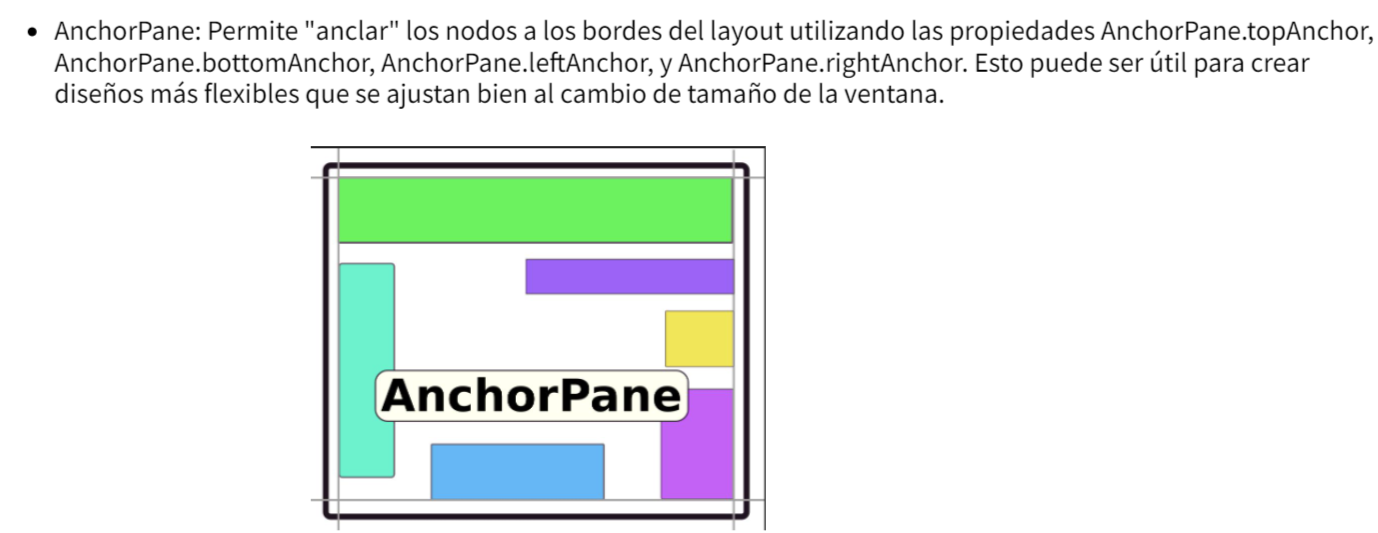 • AnchorPane: Permite "anclar" los nodos a los bordes del layout utilizando las propiedades AnchorPane.topAnchor,
AnchorPane.bottomAnchor, AnchorPane.leftAnchor, y AnchorPane.rightAnchor. Esto puede ser útil para crear
diseños más flexibles que se ajustan bien al cambio de tamaño de la ventana.
AnchorPane